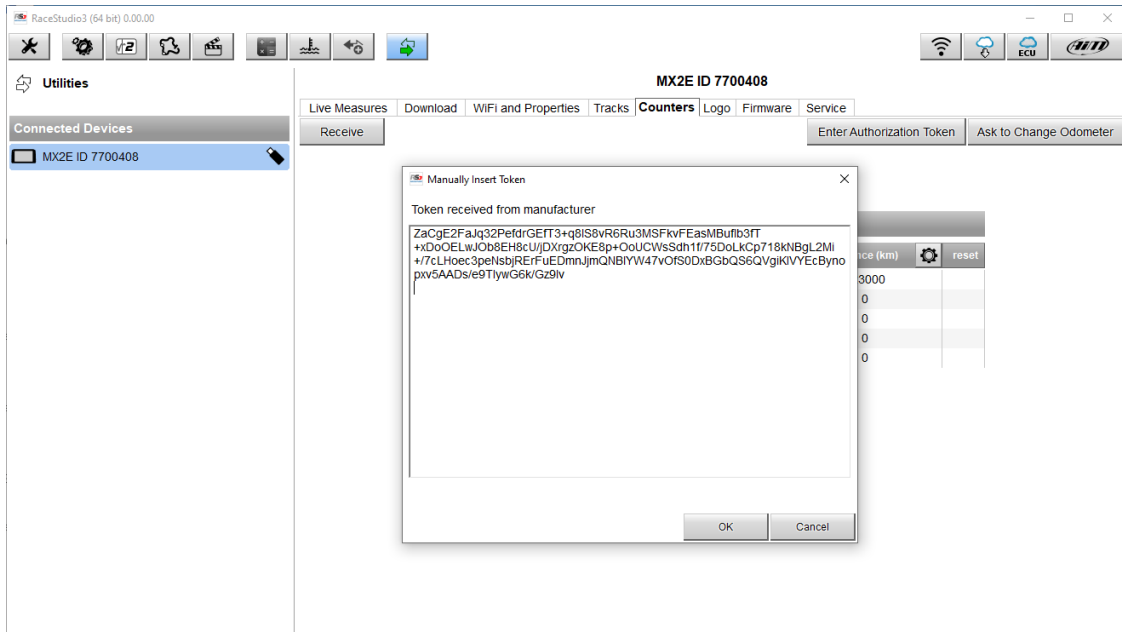 RaceStudio3 (64 bit) 0.00.00
ECU
AiM
Utilities
MX2E ID 7700408
Live Measures Download WiFi and Properties Tracks Counters Logo Firmware Service
Connected Devices
Receive Enter Authorization Token Ask to Change Odometer
MX2E ID 7700408
Manually Insert Token
Token received from manufacturer
ZaCgE2FaJq32PefdrGEfT3+q8lS8vR6Ru3MSFkvFEasMBuflb3fT
+xDoOELwJOb8EH8cU/jDXrgzOKE8p+OoUCWsSdh1f/75DoLkCp718kNBgL2Mi
+/7cLHoec3peNsbjRErFuEDmnJjmQNBlYW47vOfS0DxBGbQS6QVgiKlVYEcByno
pxv5AADs/e9TlywG6k/Gz9lv
nce (km) reset
3000
0
0
0
0
OK Cancel